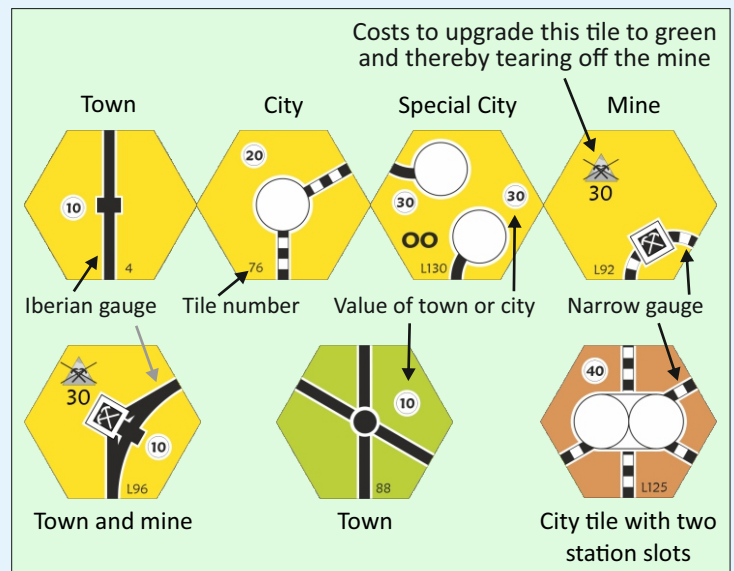 Costs to upgrade this tile to green
and thereby tearing off the mine
Town
City
Special City
Mine
10
4
20
76
30
30
OO
L130
30
L92
Iberian gauge
Tile number
Value of town or city
Narrow gauge
30
10
L96
10
88
40
L125
Town and mine
Town
City tile with two
station slots